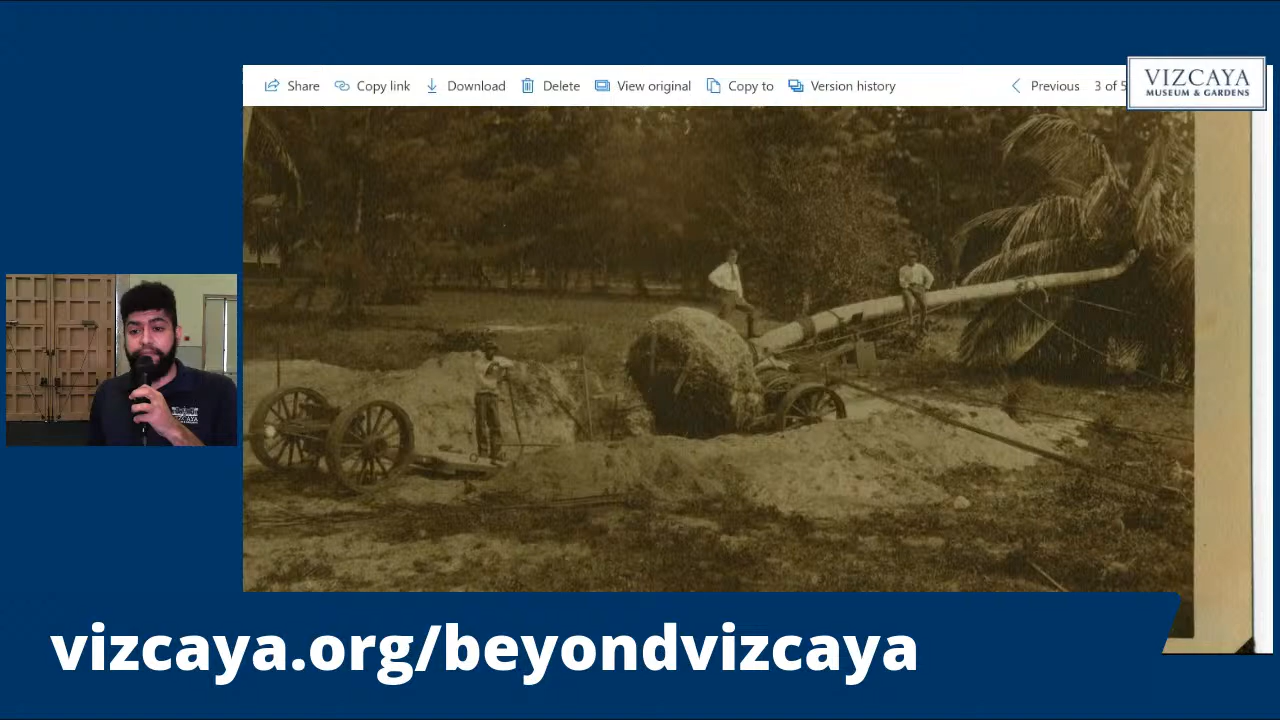 Share Copy link Download Delete View original Copy to Version history Previous 3 of 5
VIZCAYA
MUSEUM & GARDENS
vizcaya.org/beyondvizcaya